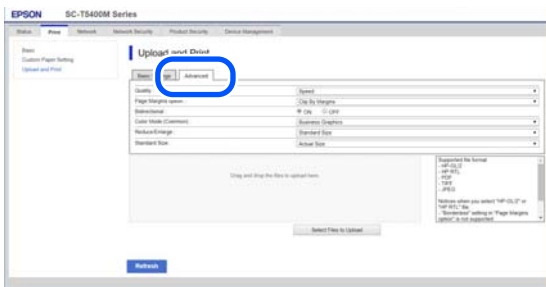 EPSON SC-T5400M Series
Status Print Network Network Security Product Security Device Management
Basic
Custom Paper Setting
Upload and Print
Upload and Print
Basic Advanced
Quality : Speed
Page Margins option : Clip By Margins
Bidirectional : On Off
Color Mode (Common) : Business Graphics
Reduce/Enlarge : Standard Size
Standard Size : Actual Size
Drag and drop the files to upload here.
Supported file format
- HP-GL/2
- HP RTL
- PDF
- TIFF
- JPEG
Notices when you select "HP-GL/2" or
"HP RTL" file
- "Borderless" setting in "Page Margins
option" is not supported
Select Files to Upload
Refresh